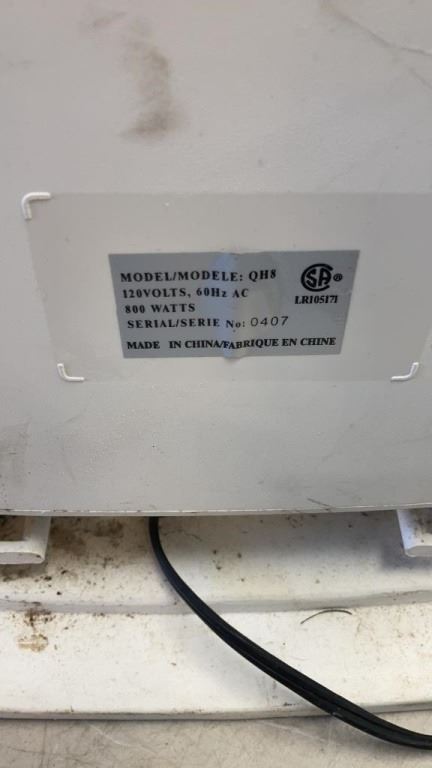 MODEL/MODELE: QH8
120VOLTS, 60Hz AC
800 WATTS
SERIAL/SERIE No: 0407
MADE IN CHINA/FABRIQUE EN CHINE
SA ®
LR105171